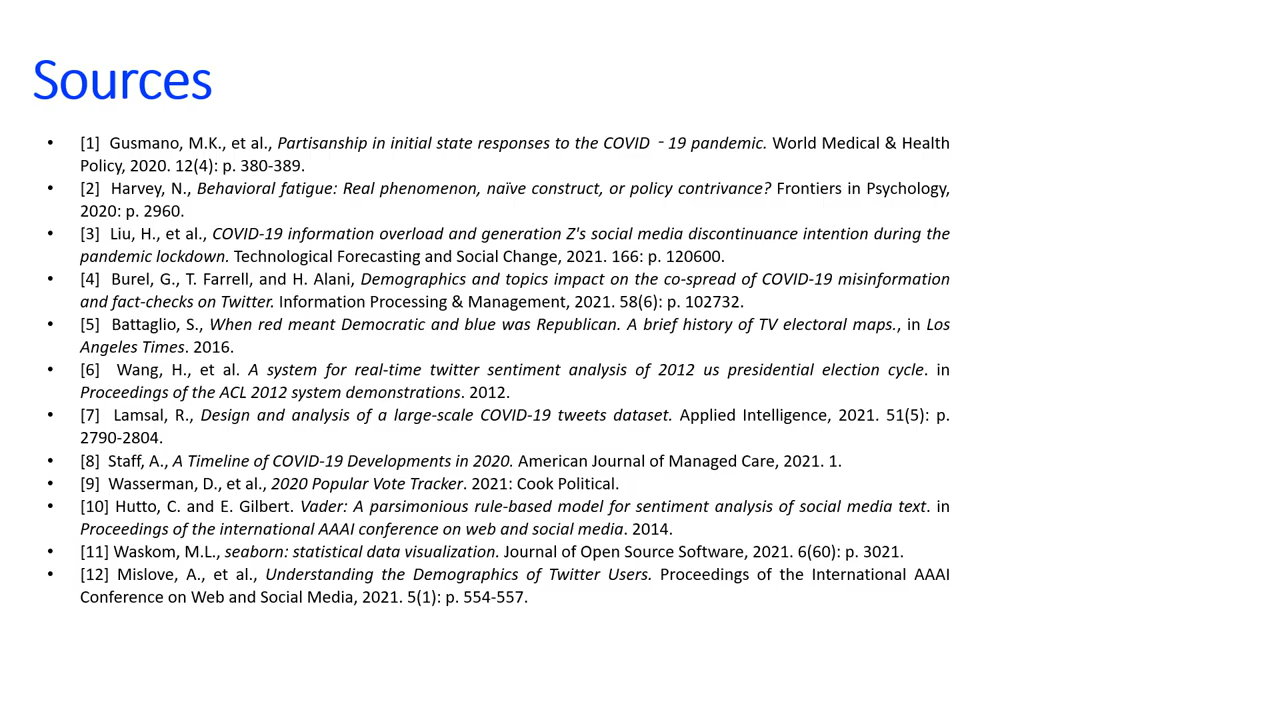 Sources
• [1] Gusmano, M.K., et al., Partisanship in initial state responses to the COVID ‐19 pandemic. World Medical & Health
Policy, 2020. 12(4): p. 380-389.
• [2] Harvey, N., Behavioral fatigue: Real phenomenon, naïve construct, or policy contrivance? Frontiers in Psychology,
2020: p. 2960.
• [3] Liu, H., et al., COVID-19 information overload and generation Z's social media discontinuance intention during the
pandemic lockdown. Technological Forecasting and Social Change, 2021. 166: p. 120600.
• [4] Burel, G., T. Farrell, and H. Alani, Demographics and topics impact on the co-spread of COVID-19 misinformation
and fact-checks on Twitter. Information Processing & Management, 2021. 58(6): p. 102732.
• [5] Battaglio, S., When red meant Democratic and blue was Republican. A brief history of TV electoral maps., in Los
Angeles Times. 2016.
• [6] Wang, H., et al. A system for real-time twitter sentiment analysis of 2012 us presidential election cycle. in
Proceedings of the ACL 2012 system demonstrations. 2012.
• [7] Lamsal, R., Design and analysis of a large-scale COVID-19 tweets dataset. Applied Intelligence, 2021. 51(5): p.
2790-2804.
• [8] Staff, A., A Timeline of COVID-19 Developments in 2020. American Journal of Managed Care, 2021. 1.
• [9] Wasserman, D., et al., 2020 Popular Vote Tracker. 2021: Cook Political.
• [10] Hutto, C. and E. Gilbert. Vader: A parsimonious rule-based model for sentiment analysis of social media text. in
Proceedings of the international AAAI conference on web and social media. 2014.
• [11] Waskom, M.L., seaborn: statistical data visualization. Journal of Open Source Software, 2021. 6(60): p. 3021.
• [12] Mislove, A., et al., Understanding the Demographics of Twitter Users. Proceedings of the International AAAI
Conference on Web and Social Media, 2021. 5(1): p. 554-557.